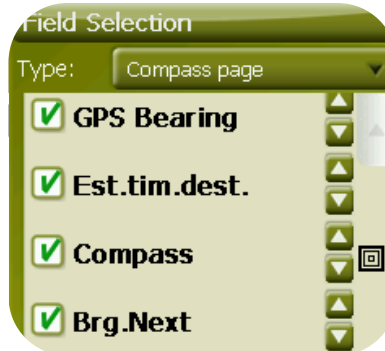 Field Selection
Type: Compass page
GPS Bearing
Est.tim.dest.
Compass
Brg.Next